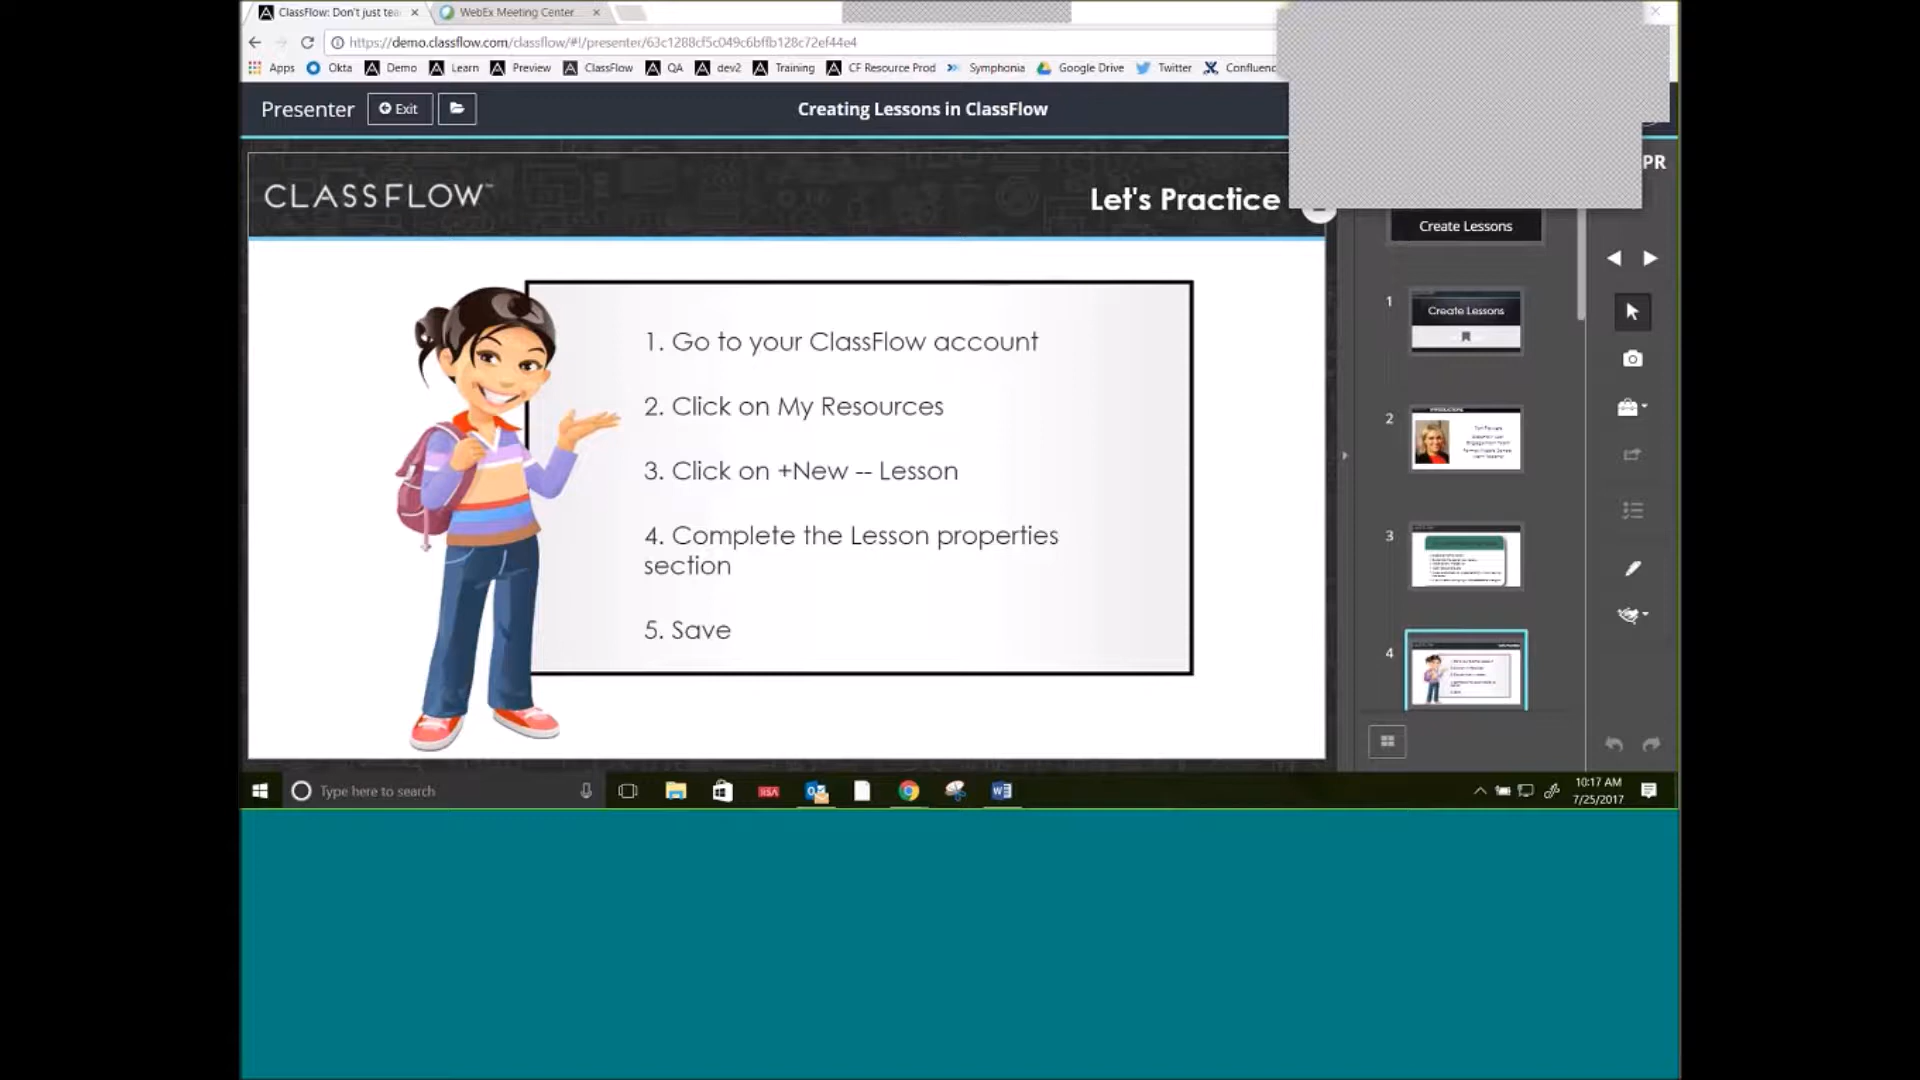 ClassFlow: Don't just tea
WebEx Meeting Center
https://demo.classflow.com/classflow/#!/presenter/63c1288cf5c049c6bffb128c72ef44e4
Apps Okta Demo Learn Preview ClassFlow QA dev2 Training CF Resource Prod Symphonia Google Drive Twitter Confluenc
Presenter Exit Creating Lessons in ClassFlow
PR
CLASSFLOW™ Let's Practice
Create Lessons
1. Go to your ClassFlow account
2. Click on My Resources
3. Click on +New -- Lesson
4. Complete the Lesson properties
section
5. Save
1
Create Lessons
2
3
4
Type here to search
10:17 AM
7/25/2017